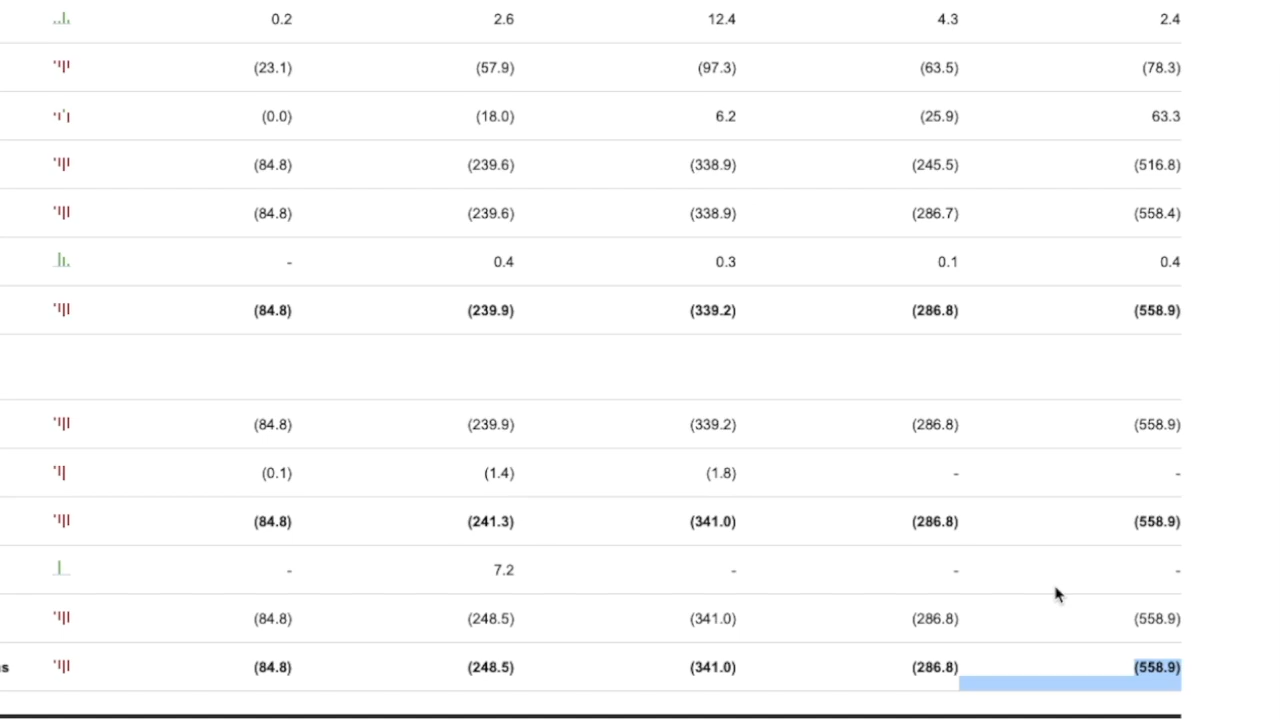 0.2 2.6 12.4 4.3 2.4
(23.1) (57.9) (97.3) (63.5) (78.3)
(0.0) (18.0) 6.2 (25.9) 63.3
(84.8) (239.6) (338.9) (245.5) (516.8)
(84.8) (239.6) (338.9) (286.7) (558.4)
- 0.4 0.3 0.1 0.4
(84.8) (239.9) (339.2) (286.8) (558.9)
(84.8) (239.9) (339.2) (286.8) (558.9)
(0.1) (1.4) (1.8) - -
(84.8) (241.3) (341.0) (286.8) (558.9)
- 7.2 - - -
(84.8) (248.5) (341.0) (286.8) (558.9)
(84.8) (248.5) (341.0) (286.8) (558.9)